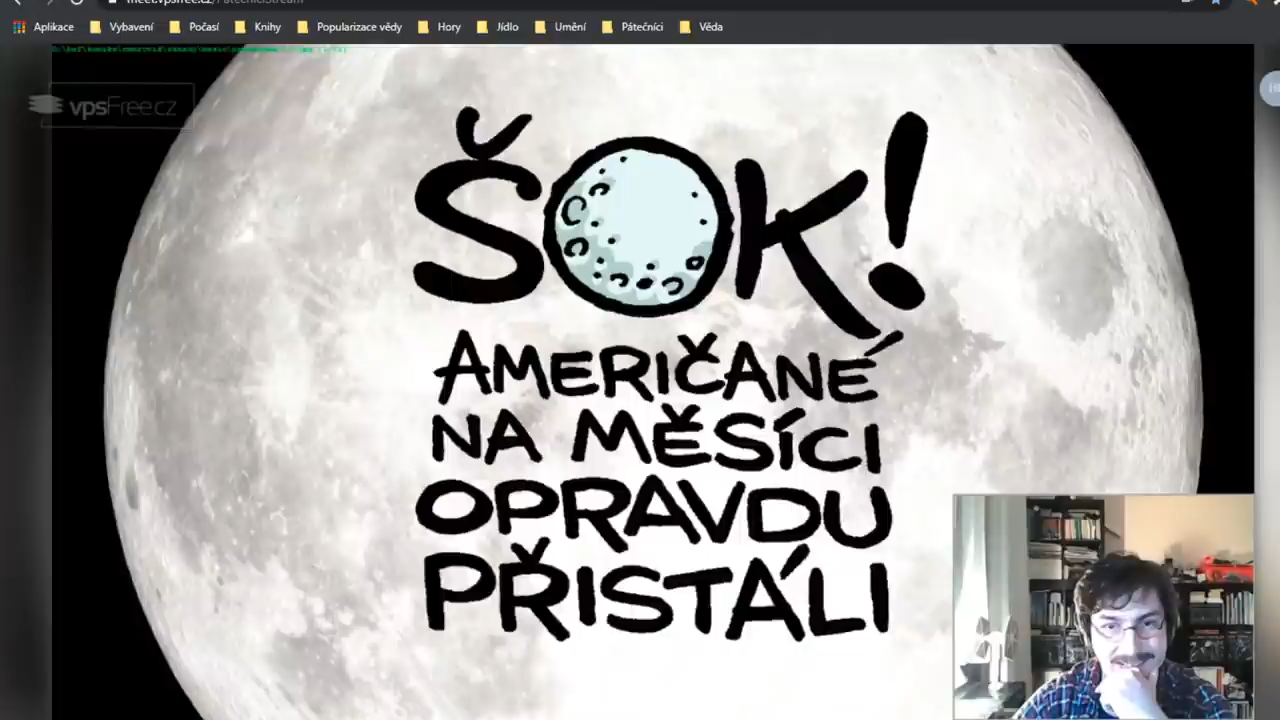 Aplikace Vybavení Počasí Knihy Popularizace vědy Hory Jídlo Umění Pátečníci Věda
vpsFree.cz
ŠOK!
AMERIČANÉ
NA MĚSÍCI
OPRAVDU
PŘISTÁLI